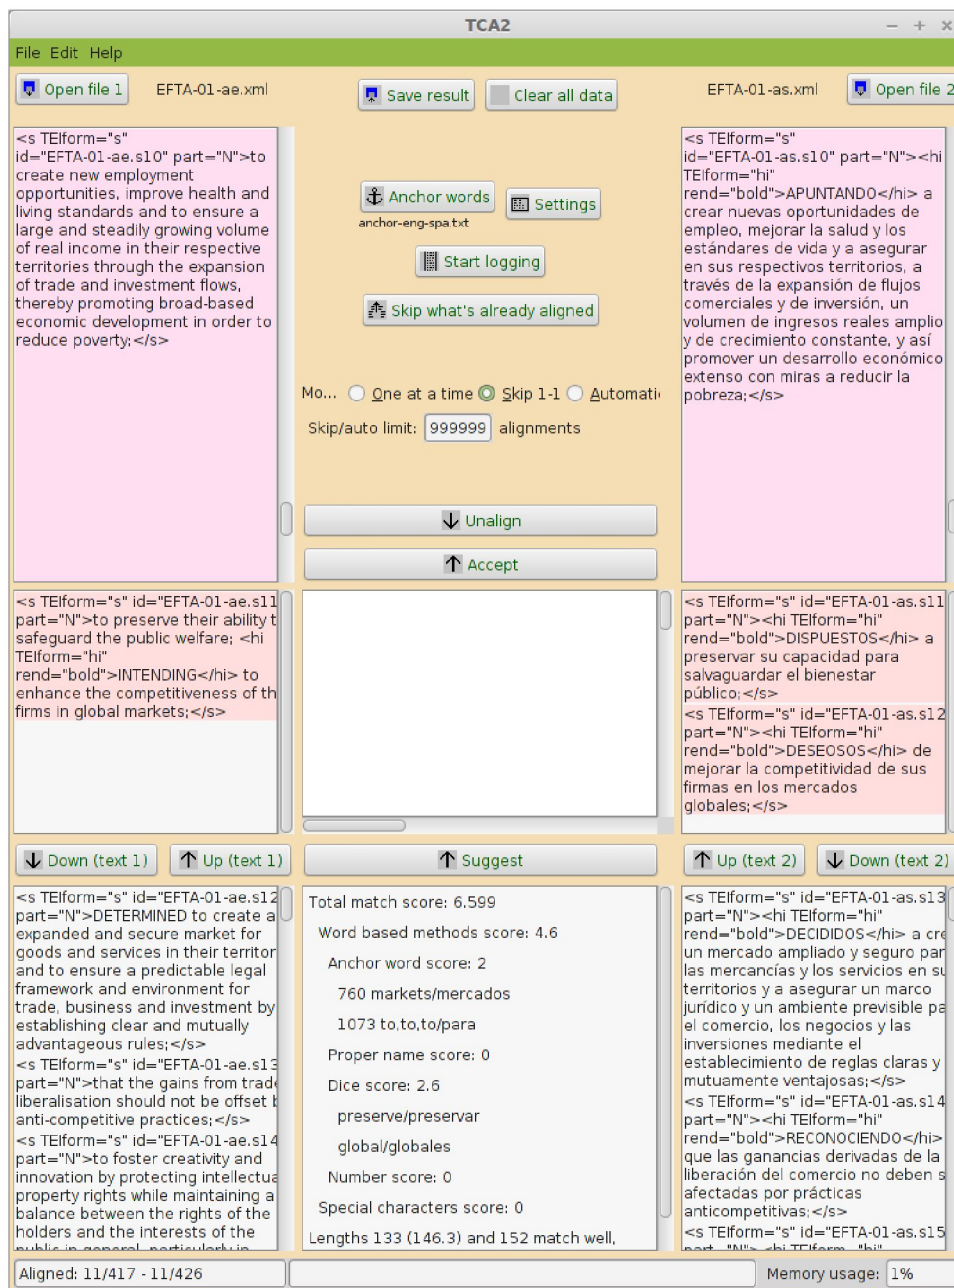 TCA2
File Edit Help
Open file 1
EFTA-01-ae.xml
Save result
Clear all data
EFTA-01-as.xml
Open file 2
<s TEIform="s"
id="EFTA-01-ae.s10" part="N">to
create new employment
opportunities, improve health and
living standards and to ensure a
large and steadily growing volume
of real income in their respective
territories through the expansion
of trade and investment flows,
thereby promoting broad-based
economic development in order to
reduce poverty;</s>
Anchor words
Settings
anchor-eng-spa.txt
Start logging
Skip what's already aligned
Mo... One at a time Skip 1-1 Automati
Skip/auto limit: 999999 alignments
Unalign
Accept
<s TEIform="s"
id="EFTA-01-as.s10" part="N"><hi
TEIform="hi"
rend="bold">APUNTANDO</hi> a
crear nuevas oportunidades de
empleo, mejorar la salud y los
estándares de vida y a asegurar
en sus respectivos territorios, a
través de la expansión de flujos
comerciales y de inversión, un
volumen de ingresos reales amplio
y de crecimiento constante, y así
promover un desarrollo económico
extenso con miras a reducir la
pobreza;</s>
<s TEIform="s" id="EFTA-01-ae.s11
part="N">to preserve their ability t
safeguard the public welfare; <hi
TEIform="hi"
rend="bold">INTENDING</hi> to
enhance the competitiveness of th
firms in global markets;</s>
<s TEIform="s" id="EFTA-01-as.s11
part="N"><hi TEIform="hi"
rend="bold">DISPUESTOS</hi> a
preservar su capacidad para
salvaguardar el bienestar
público;</s>
<s TEIform="s" id="EFTA-01-as.s12
part="N"><hi TEIform="hi"
rend="bold">DESEOSOS</hi> de
mejorar la competitividad de sus
firmas en los mercados
globales;</s>
Down (text 1)
Up (text 1)
Suggest
Up (text 2)
Down (text 2)
<s TEIform="s" id="EFTA-01-ae.s12
part="N">DETERMINED to create a
expanded and secure market for
goods and services in their territor
and to ensure a predictable legal
framework and environment for
trade, business and investment by
establishing clear and mutually
advantageous rules;</s>
<s TEIform="s" id="EFTA-01-ae.s13
part="N">that the gains from trade
liberalisation should not be offset b
anti-competitive practices;</s>
<s TEIform="s" id="EFTA-01-ae.s14
part="N">to foster creativity and
innovation by protecting intellectua
property rights while maintaining a
balance between the rights of the
holders and the interests of the
public in general, particularly in
Total match score: 6.599
Word based methods score: 4.6
Anchor word score: 2
760 markets/mercados
1073 to,to,to/para
Proper name score: 0
Dice score: 2.6
preserve/preservar
global/globales
Number score: 0
Special characters score: 0
Lengths 133 (146.3) and 152 match well,
<s TEIform="s" id="EFTA-01-as.s13
part="N"><hi TEIform="hi"
rend="bold">DECIDIDOS</hi> a cre
un mercado ampliado y seguro par
las mercancías y los servicios en su
territorios y a asegurar un marco
jurídico y un ambiente previsible pa
el comercio, los negocios y las
inversiones mediante el
establecimiento de reglas claras y
mutuamente ventajosas;</s>
<s TEIform="s" id="EFTA-01-as.s14
part="N"><hi TEIform="hi"
rend="bold">RECONOCIENDO</hi>
que las ganancias derivadas de la
liberación del comercio no deben s
afectadas por prácticas
anticompetitivas;</s>
<s TEIform="s" id="EFTA-01-as.s15
part="N"><hi TEIform="hi"
Aligned: 11/417 - 11/426
Memory usage: 1%